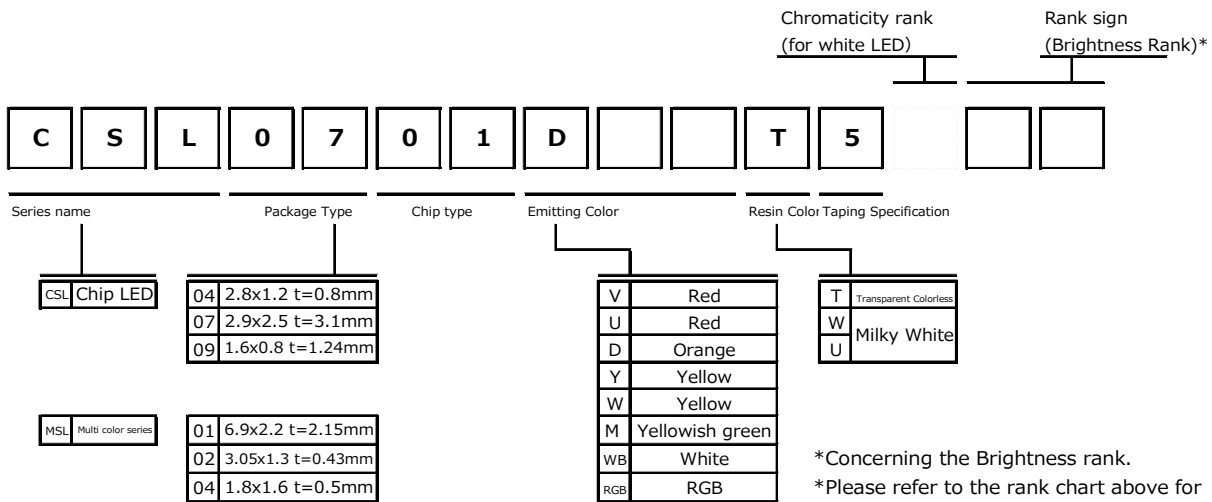 Chromaticity rank
(for white LED)
Rank sign
(Brightness Rank)*
C S L 0 7 0 1 D T 5
Series name
Package Type
Chip type
Emitting Color
Resin Color
Taping Specification
CSL Chip LED
04 2.8x1.2 t=0.8mm
07 2.9x2.5 t=3.1mm
09 1.6x0.8 t=1.24mm
MSL Multi color series
01 6.9x2.2 t=2.15mm
02 3.05x1.3 t=0.43mm
04 1.8x1.6 t=0.5mm
V Red
U Red
D Orange
Y Yellow
W Yellow
M Yellowish green
WB White
RGB RGB
T Transparent Colorless
W Milky White
U
*Concerning the Brightness rank.
*Please refer to the rank chart above for